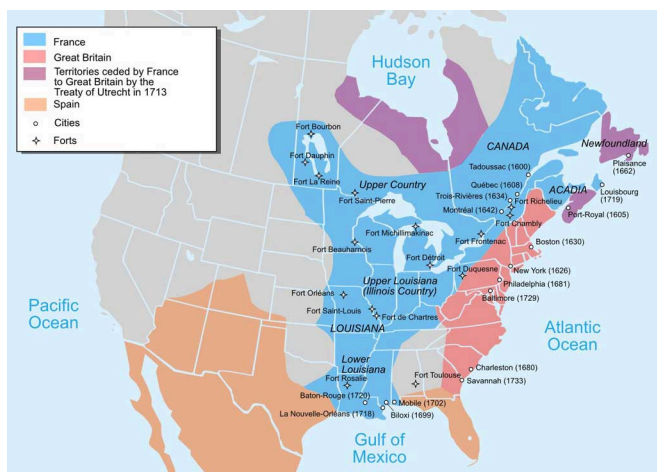 France
Great Britain
Territories ceded by France
to Great Britain by the
Treaty of Utrecht in 1713
Spain
Cities
Forts
Hudson
Bay
CANADA
Newfoundland
Plaisance
(1662)
Tadoussac (1600)
Québec (1608)
Trois-Rivières (1634)
Fort Richelieu
Montréal (1642)
Fort Chambly
ACADIA
Louisbourg
(1719)
Port-Royal (1605)
Fort Bourbon
Fort Dauphin
Fort La Reine
Upper Country
Fort Saint-Pierre
Fort Michillimakinac
Fort Frontenac
Fort Beauharnois
Fort Détroit
Boston (1630)
Fort Duquesne
New York (1626)
Philadelphia (1681)
Baltimore (1729)
Upper Louisiana
(Illinois Country)
Fort Orléans
Fort Saint-Louis
Fort de Chartres
LOUISIANA
Pacific
Ocean
Atlantic
Ocean
Lower
Louisiana
Fort Rosalie
Fort Toulouse
Charleston (1680)
Savannah (1733)
Baton-Rouge (1720)
Mobile (1702)
La Nouvelle-Orléans (1718)
Biloxi (1699)
Gulf of
Mexico